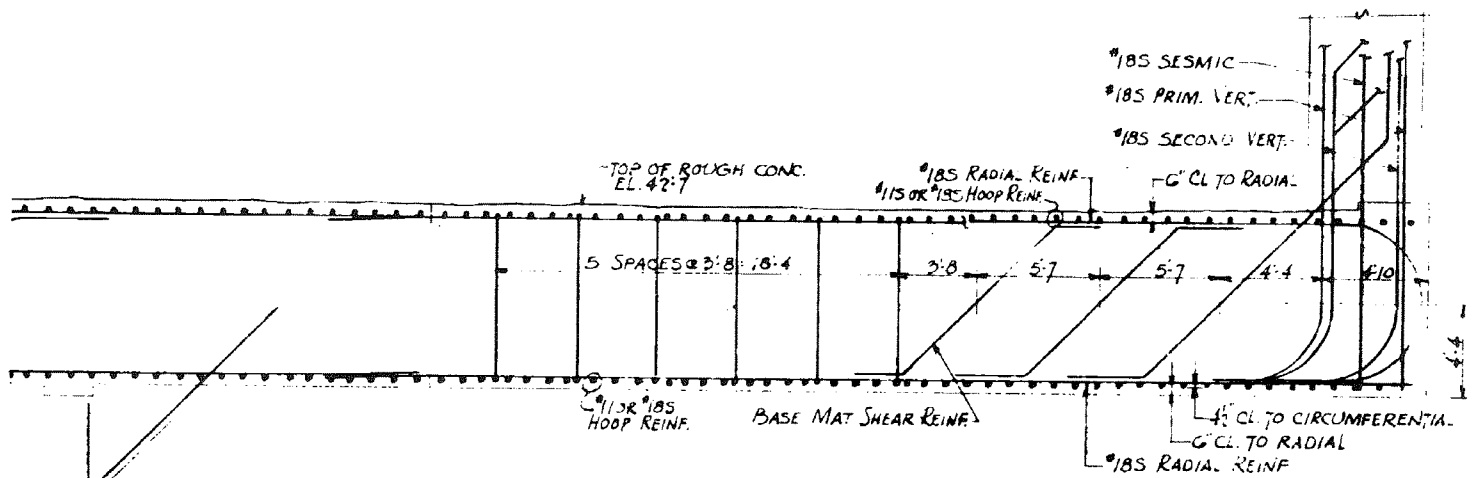 #18S SESMIC
#18S PRIM. VERT.
#18S SECOND VERT.
TOP OF ROUGH CONC.
EL. 42'-7
#18S RADIAL REINF
#11S OR #18S HOOP REINF.
6" CL TO RADIAL
5 SPACES @ 3'-8 = 18'-4
3'-8
5'-7
5'-7
4'-4
4'-10
4'-4
#11 OR #18S
HOOP REINF.
BASE MAT SHEAR REINF.
4½" CL. TO CIRCUMFERENTIAL
6" CL. TO RADIAL
#18S RADIAL REINF